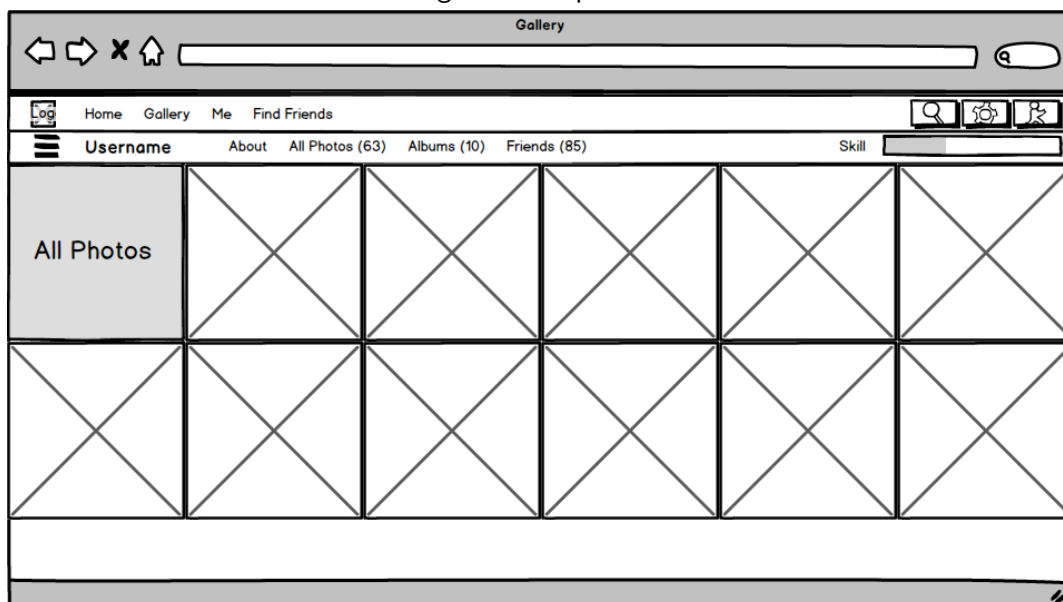 Gallery
Log Home Gallery Me Find Friends
Username About All Photos (63) Albums (10) Friends (85) Skill
All Photos